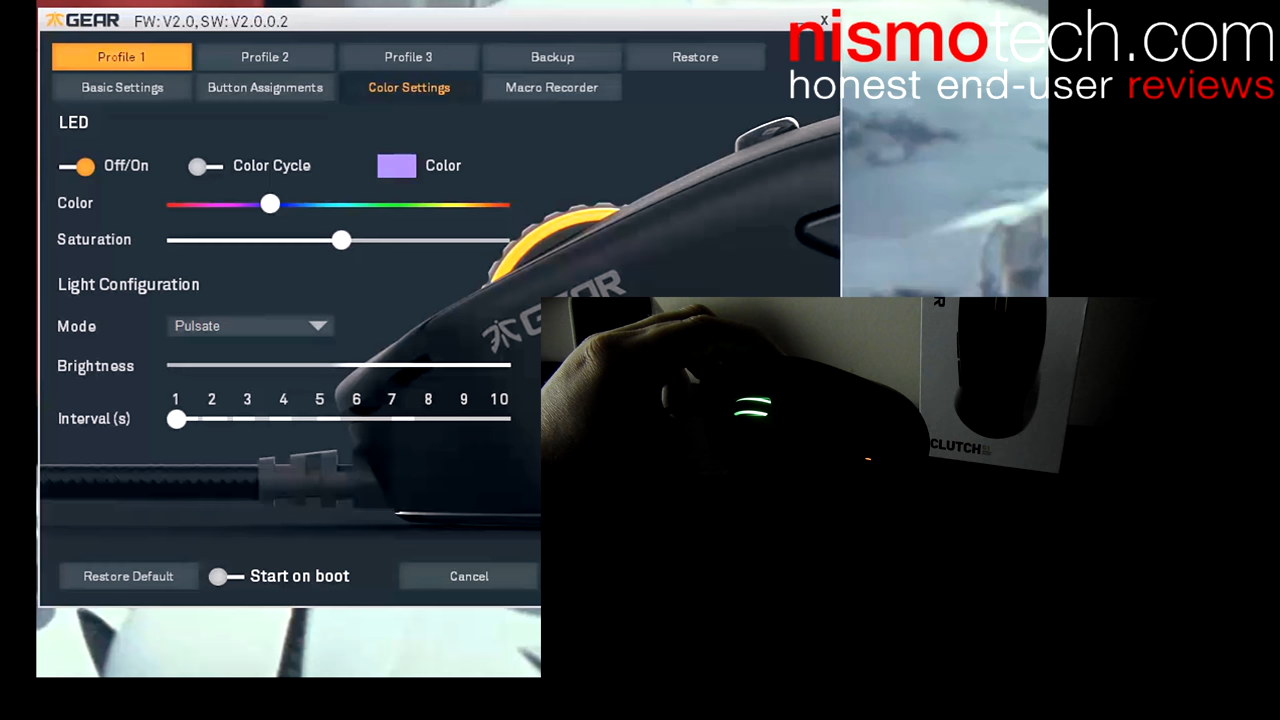 GEAR FW: V2.0, SW: V2.0.0.2
X
nismotech.com
honest end-user reviews
Profile 1 Profile 2 Profile 3 Backup Restore
Basic Settings Button Assignments Color Settings Macro Recorder
LED
Off/On Color Cycle Color
Color
Saturation
Light Configuration
GEAR
Mode Pulsate
Brightness
1 2 3 4 5 6 7 8 9 10
Interval (s)
CLUTCH
Restore Default Start on boot Cancel